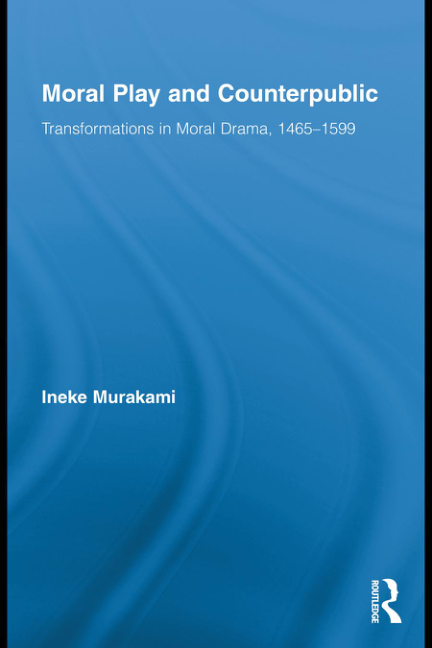 Moral Play and Counterpublic
Transformations in Moral Drama, 1465–1599
Ineke Murakami
ROUTLEDGE